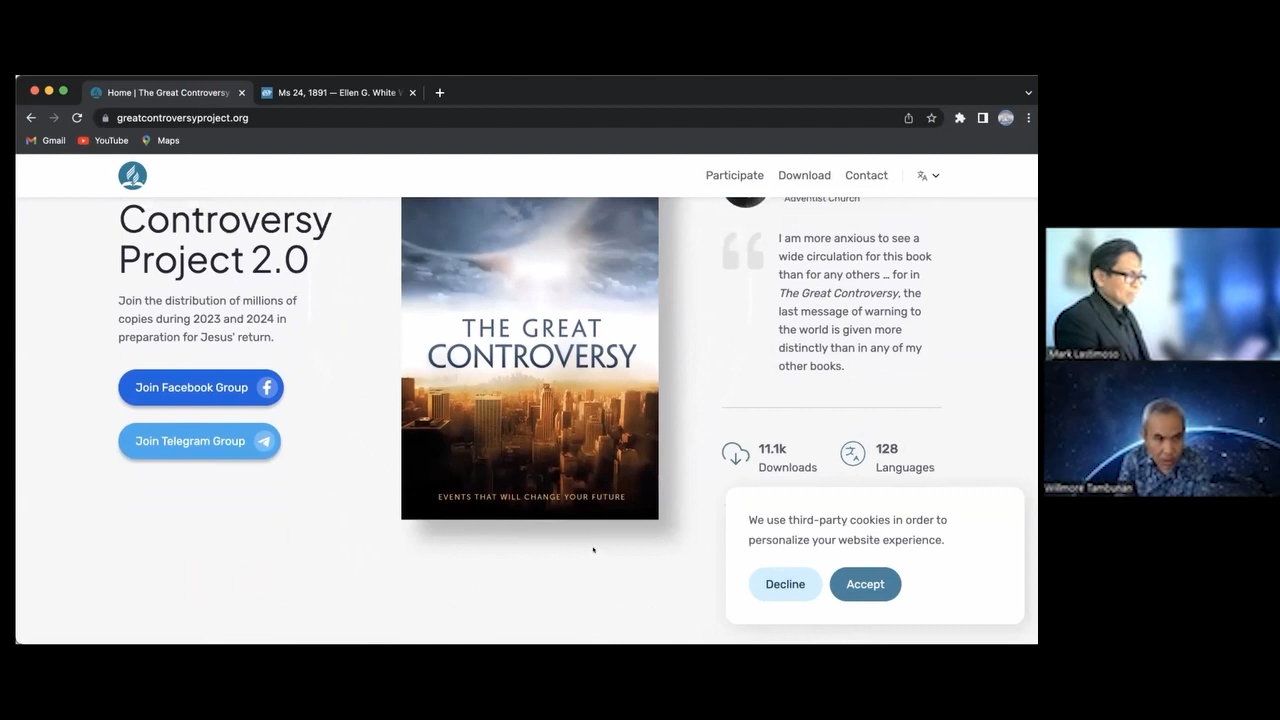 Home | The Great Controversy
Ms 24, 1891 — Ellen G. White
greatcontroversyproject.org
Gmail
YouTube
Maps
Participate
Download
Contact
Controversy
Project 2.0
Join the distribution of millions of
copies during 2023 and 2024 in
preparation for Jesus' return.
Join Facebook Group
Join Telegram Group
THE GREAT
CONTROVERSY
EVENTS THAT WILL CHANGE YOUR FUTURE
Adventist Church
I am more anxious to see a
wide circulation for this book
than for any others … for in
The Great Controversy, the
last message of warning to
the world is given more
distinctly than in any of my
other books.
11.1k
Downloads
128
Languages
We use third-party cookies in order to
personalize your website experience.
Decline
Accept
Mark Lastimoso
Willmore Tambunan